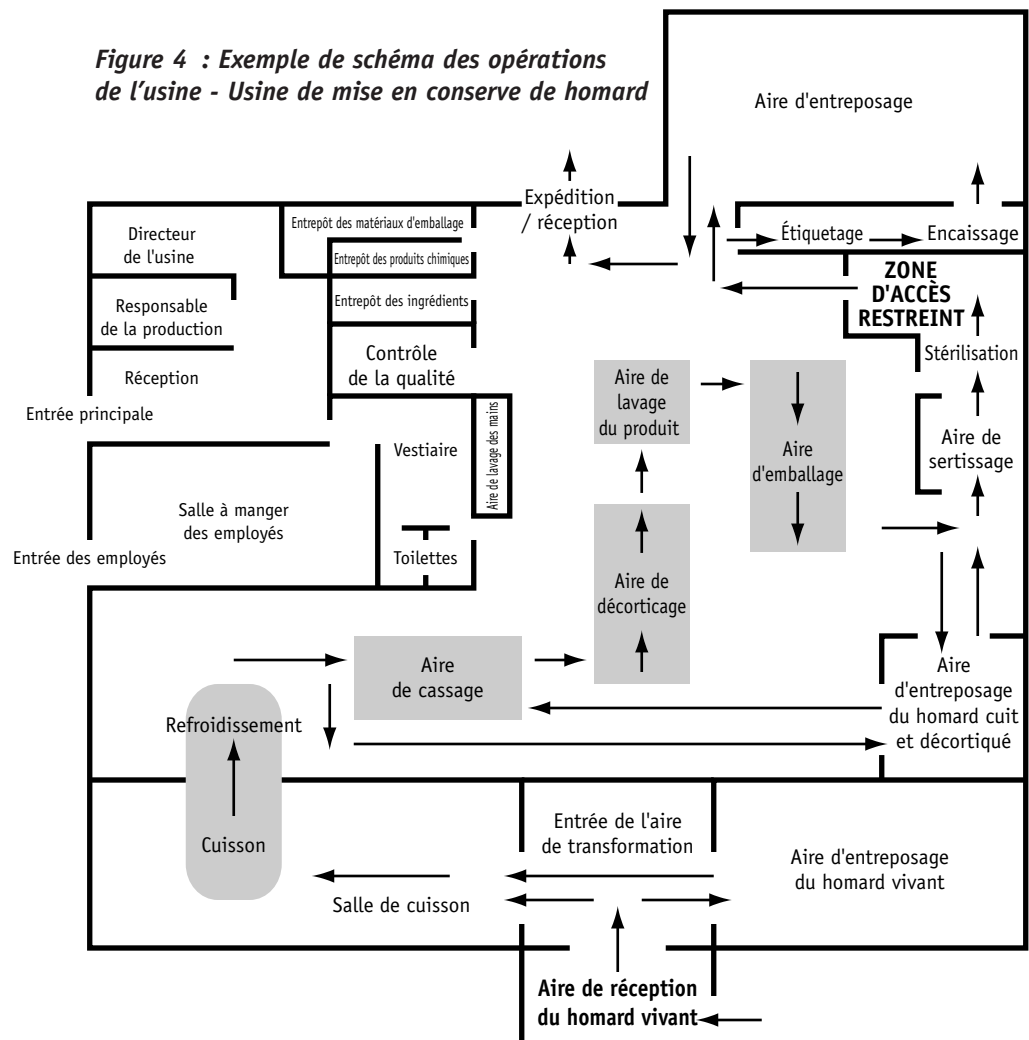 Figure 4 : Exemple de schéma des opérations
de l'usine - Usine de mise en conserve de homard
Aire d'entreposage
Expédition
/ réception
Entrepôt des matériaux d'emballage
Directeur
de l'usine
Étiquetage
Encaissage
Entrepôt des produits chimiques
ZONE
D'ACCÈS
RESTREINT
Responsable
de la production
Entrepôt des ingrédients
Stérilisation
Contrôle
de la qualité
Réception
Aire de
lavage
du produit
Entrée principale
Aire de lavage des mains
Vestiaire
Aire
d'emballage
Aire de
sertissage
Salle à manger
des employés
Entrée des employés
Toilettes
Aire de
décorticage
Aire
de cassage
Aire
d'entreposage
du homard cuit
et décortiqué
Refroidissement
Cuisson
Entrée de l'aire
de transformation
Aire d'entreposage
du homard vivant
Salle de cuisson
Aire de réception
du homard vivant